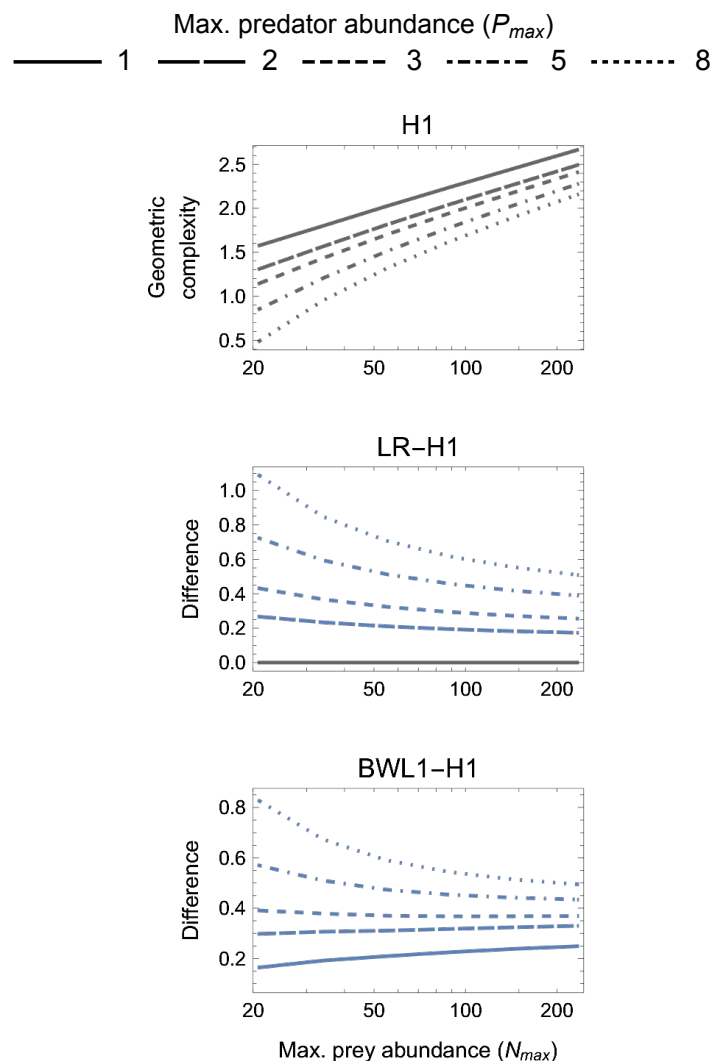 Max. predator abundance (Pmax)
1 2 3 5 8
H1
Geometric
complexity
2.5
2.0
1.5
1.0
0.5
20 50 100 200
LR−H1
Difference
1.0
0.8
0.6
0.4
0.2
0.0
20 50 100 200
BWL1−H1
Difference
0.8
0.6
0.4
0.2
20 50 100 200
Max. prey abundance (Nmax)